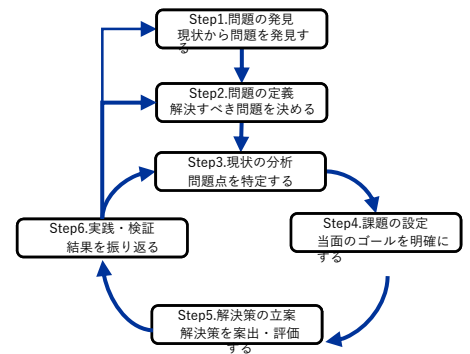 Step1.問題の発見
現状から問題を発見す
る
Step2.問題の定義
解決すべき問題を決める
Step3.現状の分析
問題点を特定する
Step4.課題の設定
当面のゴールを明確に
する
Step5.解決策の立案
解決策を案出・評価
する
Step6.実践・検証
結果を振り返る